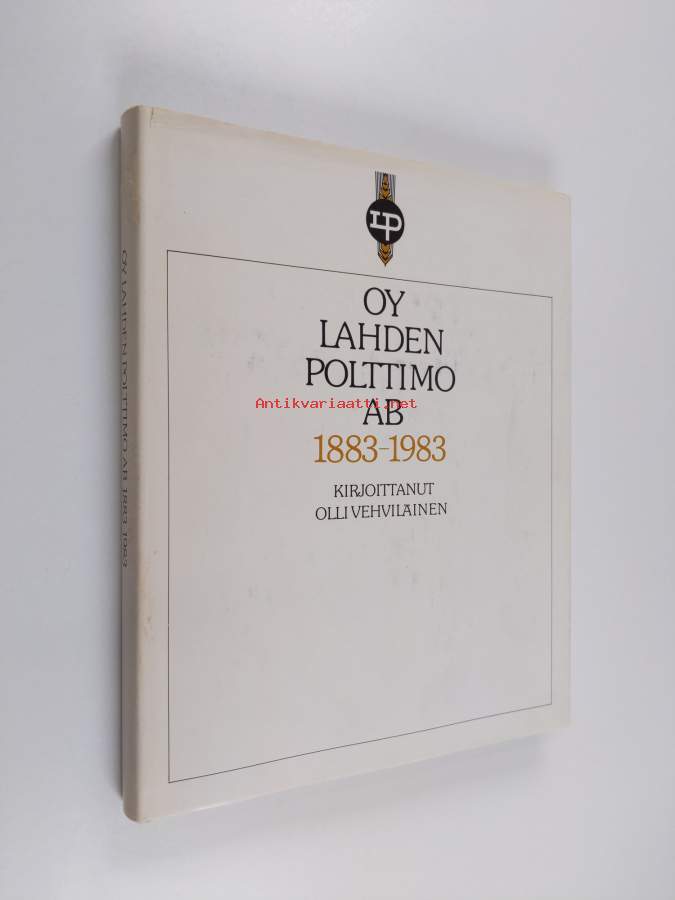 LP
OY
LAHDEN
POLTTIMO
Antikvariaatti.net
AB
1883-1983
KIRJOITTANUT
OLLI VEHVILÄINEN
OY LAHDEN POLTTIMO AB 1883-1983